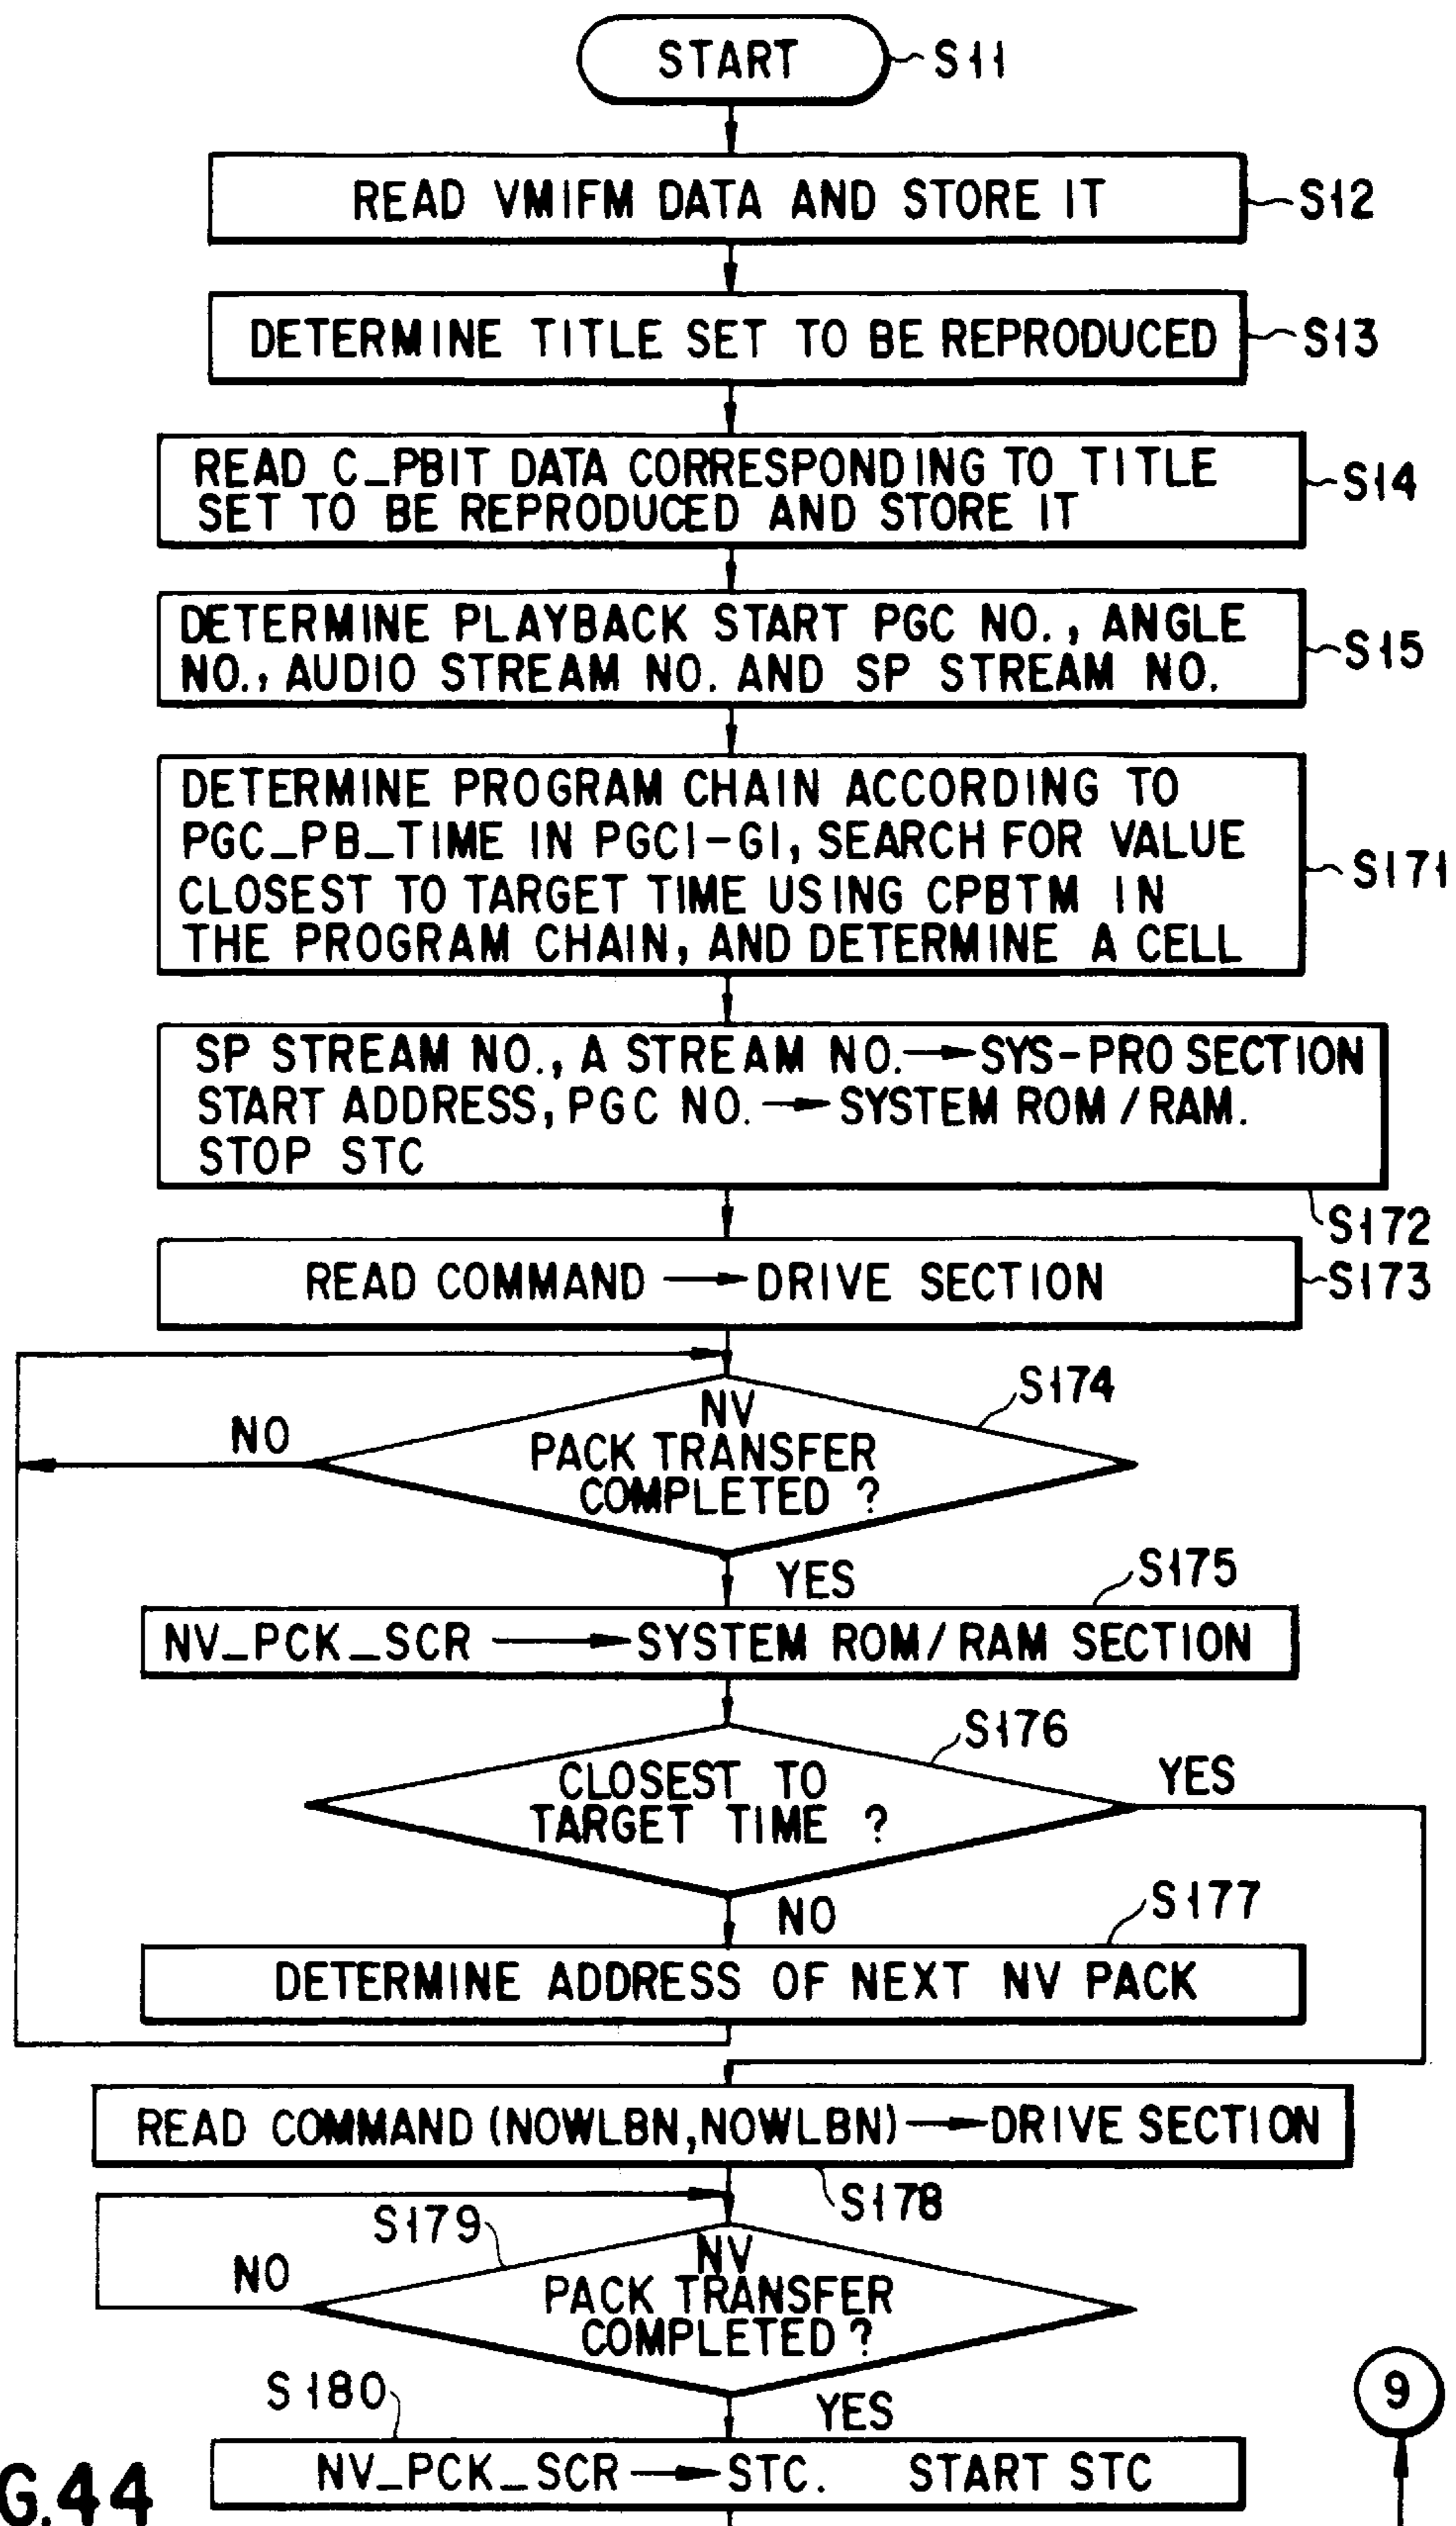 START
S11
READ VMIFM DATA AND STORE IT
S12
DETERMINE TITLE SET TO BE REPRODUCED
S13
READ C_PBIT DATA CORRESPONDING TO TITLE
SET TO BE REPRODUCED AND STORE IT
S14
DETERMINE PLAYBACK START PGC NO., ANGLE
NO., AUDIO STREAM NO. AND SP STREAM NO.
S15
DETERMINE PROGRAM CHAIN ACCORDING TO
PGC_PB_TIME IN PGCI-GI, SEARCH FOR VALUE
CLOSEST TO TARGET TIME USING CPBTM IN
THE PROGRAM CHAIN, AND DETERMINE A CELL
S171
SP STREAM NO., A STREAM NO.→SYS-PRO SECTION
START ADDRESS, PGC NO.→SYSTEM ROM/RAM.
STOP STC
S172
READ COMMAND→DRIVE SECTION
S173
S174
NV
PACK TRANSFER
COMPLETED ?
NO
YES
S175
NV_PCK_SCR→SYSTEM ROM/RAM SECTION
S176
CLOSEST TO
TARGET TIME ?
YES
NO
S177
DETERMINE ADDRESS OF NEXT NV PACK
READ COMMAND (NOWLBN,NOWLBN)→DRIVE SECTION
S178
S179
NV
PACK TRANSFER
COMPLETED ?
NO
YES
S180
NV_PCK_SCR→STC. START STC
9
G.44